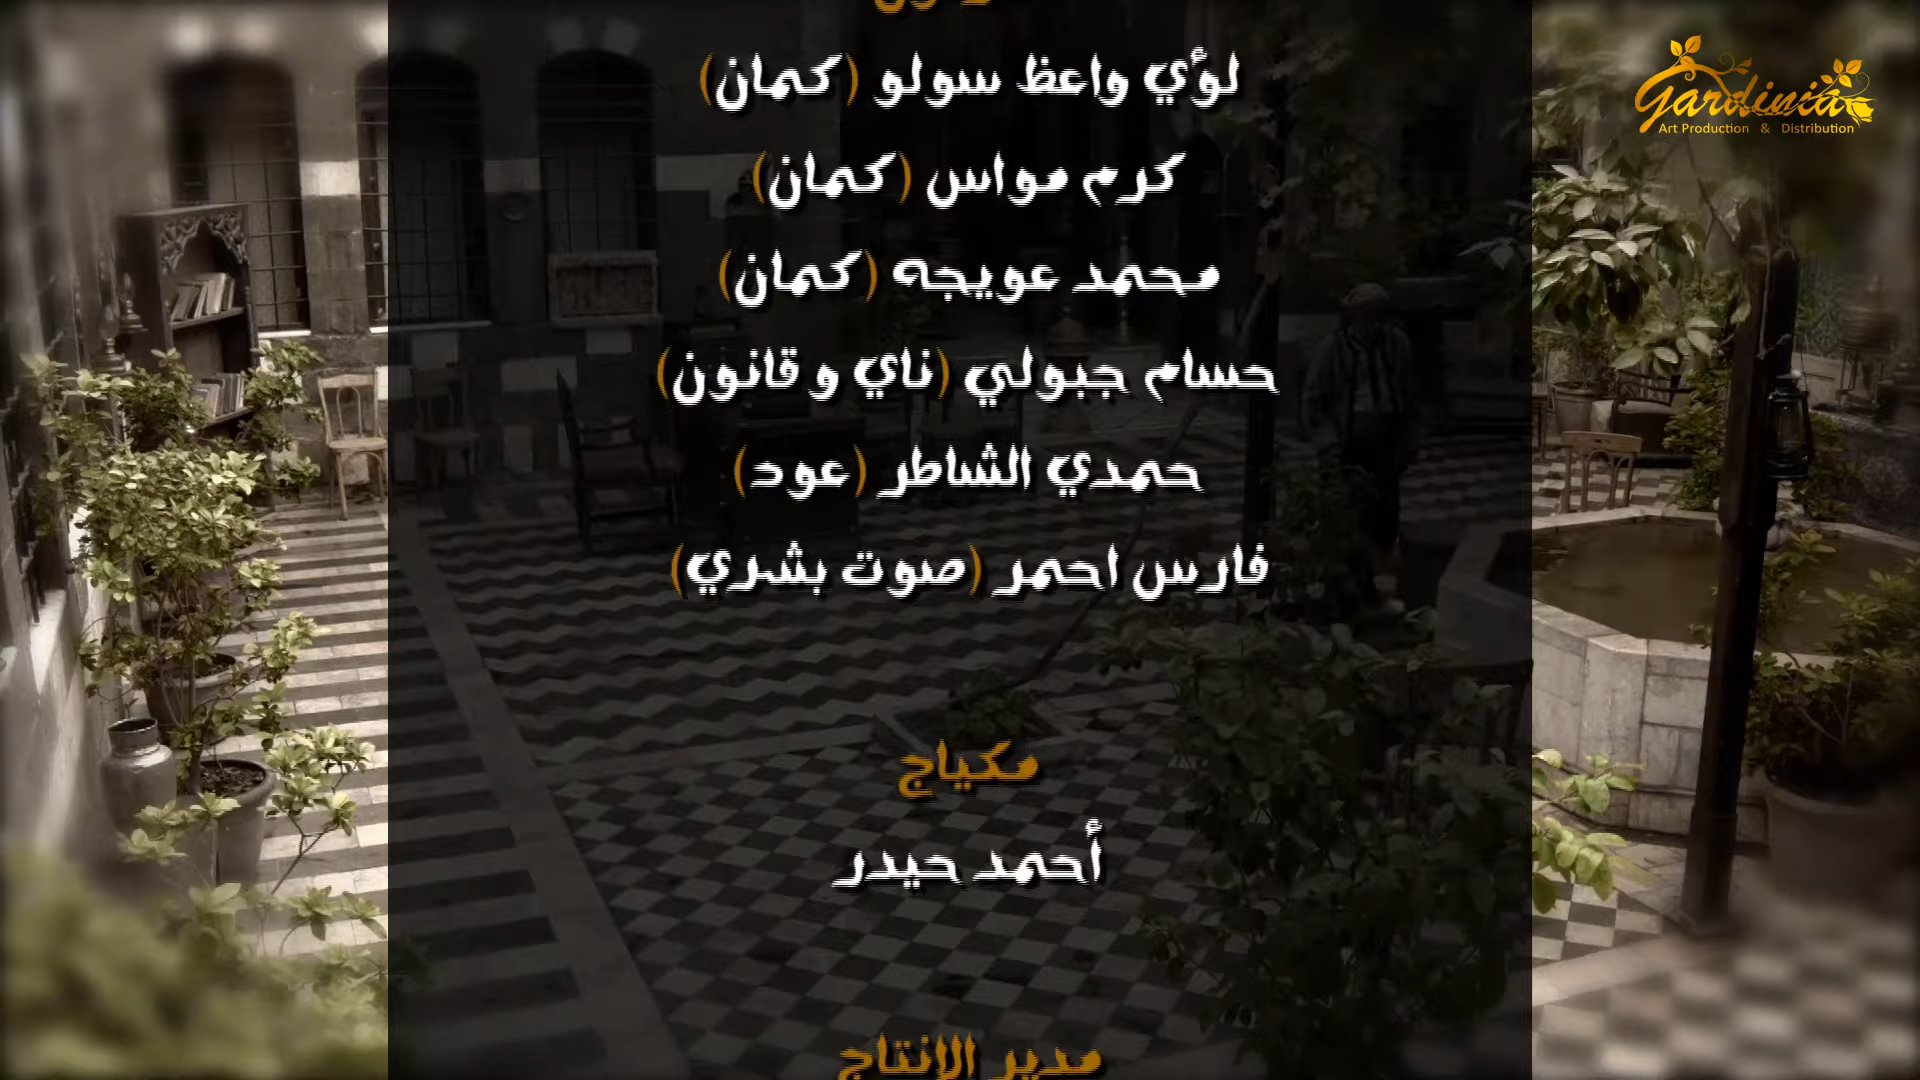 لؤي واعظ سولو (كمان)
كرم مواس (كمان)
محمد عويجه (كمان)
حسام جبولي (ناي و قانون)
حمدي الشاطر (عود)
فارس احمر (صوت بشري)
مكياج
أحمد حيدر
مدير الإنتاج
Gardinia
Art Production & Distribution